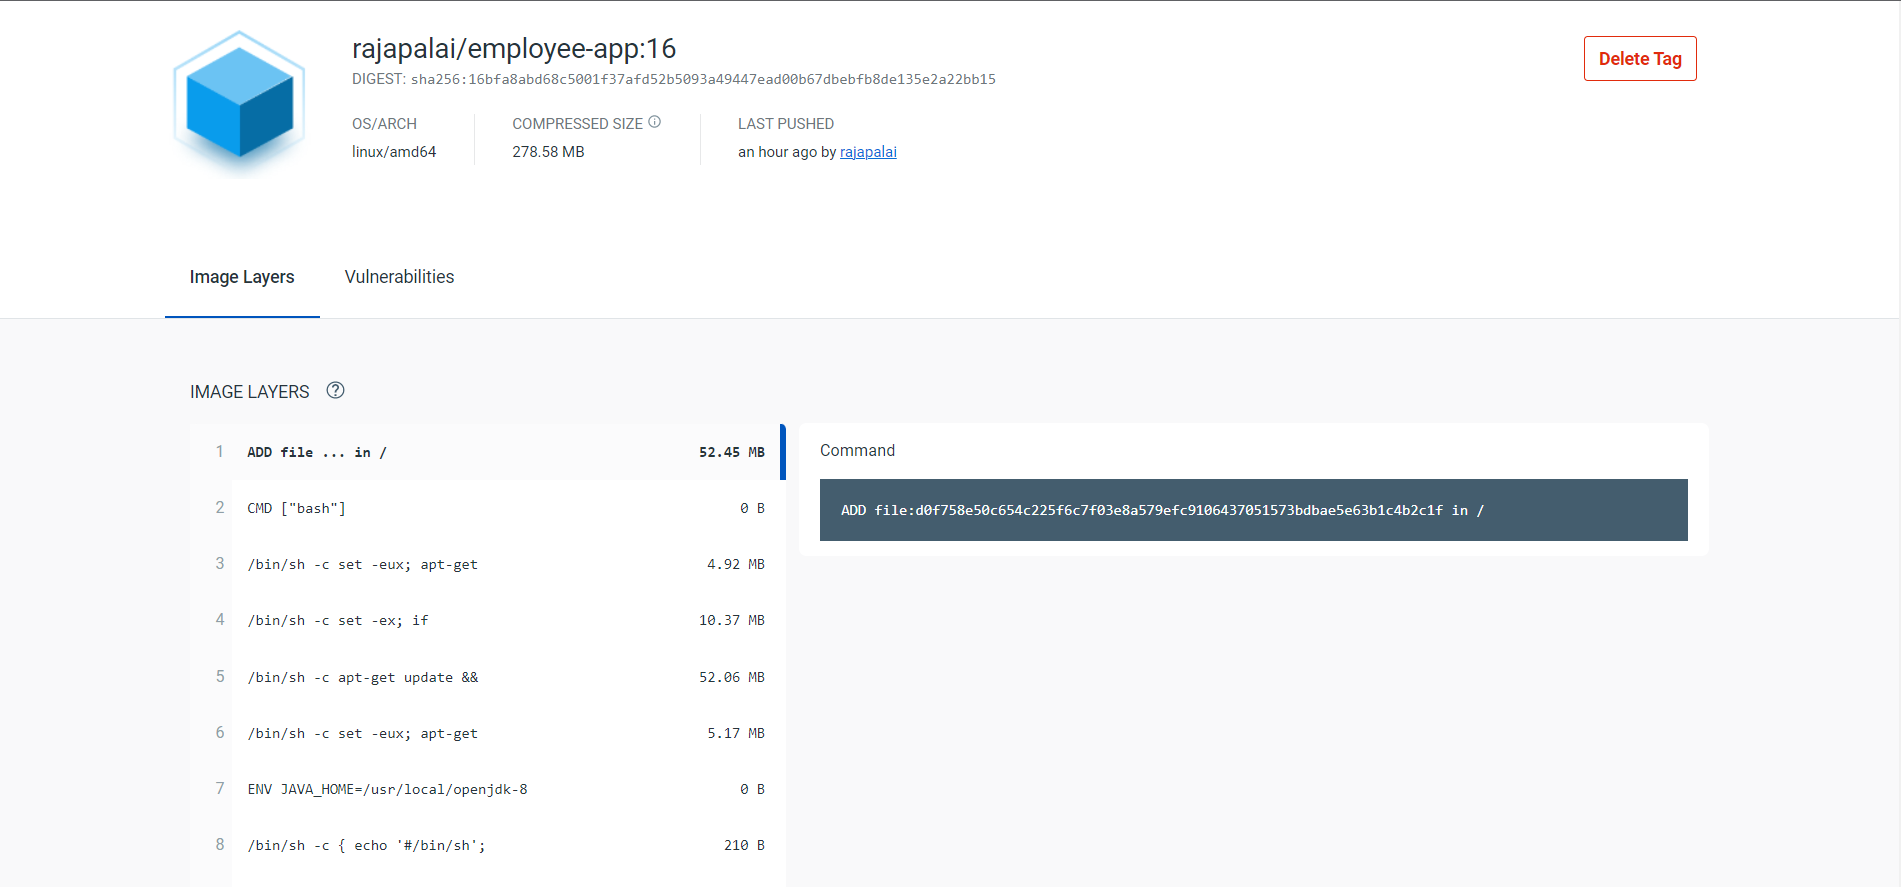 rajapalai/employee-app:16
Delete Tag
DIGEST: sha256:16bfa8abd68c5001f37afd52b5093a49447ead00b67dbebfb8de135e2a22bb15
OS/ARCH
linux/amd64
COMPRESSED SIZE
278.58 MB
LAST PUSHED
an hour ago by rajapalai
Image Layers
Vulnerabilities
IMAGE LAYERS
1 ADD file ... in / 52.45 MB
2 CMD ["bash"] 0 B
3 /bin/sh -c set -eux; apt-get 4.92 MB
4 /bin/sh -c set -ex; if 10.37 MB
5 /bin/sh -c apt-get update && 52.06 MB
6 /bin/sh -c set -eux; apt-get 5.17 MB
7 ENV JAVA_HOME=/usr/local/openjdk-8 0 B
8 /bin/sh -c { echo '#/bin/sh'; 210 B
Command
ADD file:d0f758e50c654c225f6c7f03e8a579efc9106437051573bdbae5e63b1c4b2c1f in /